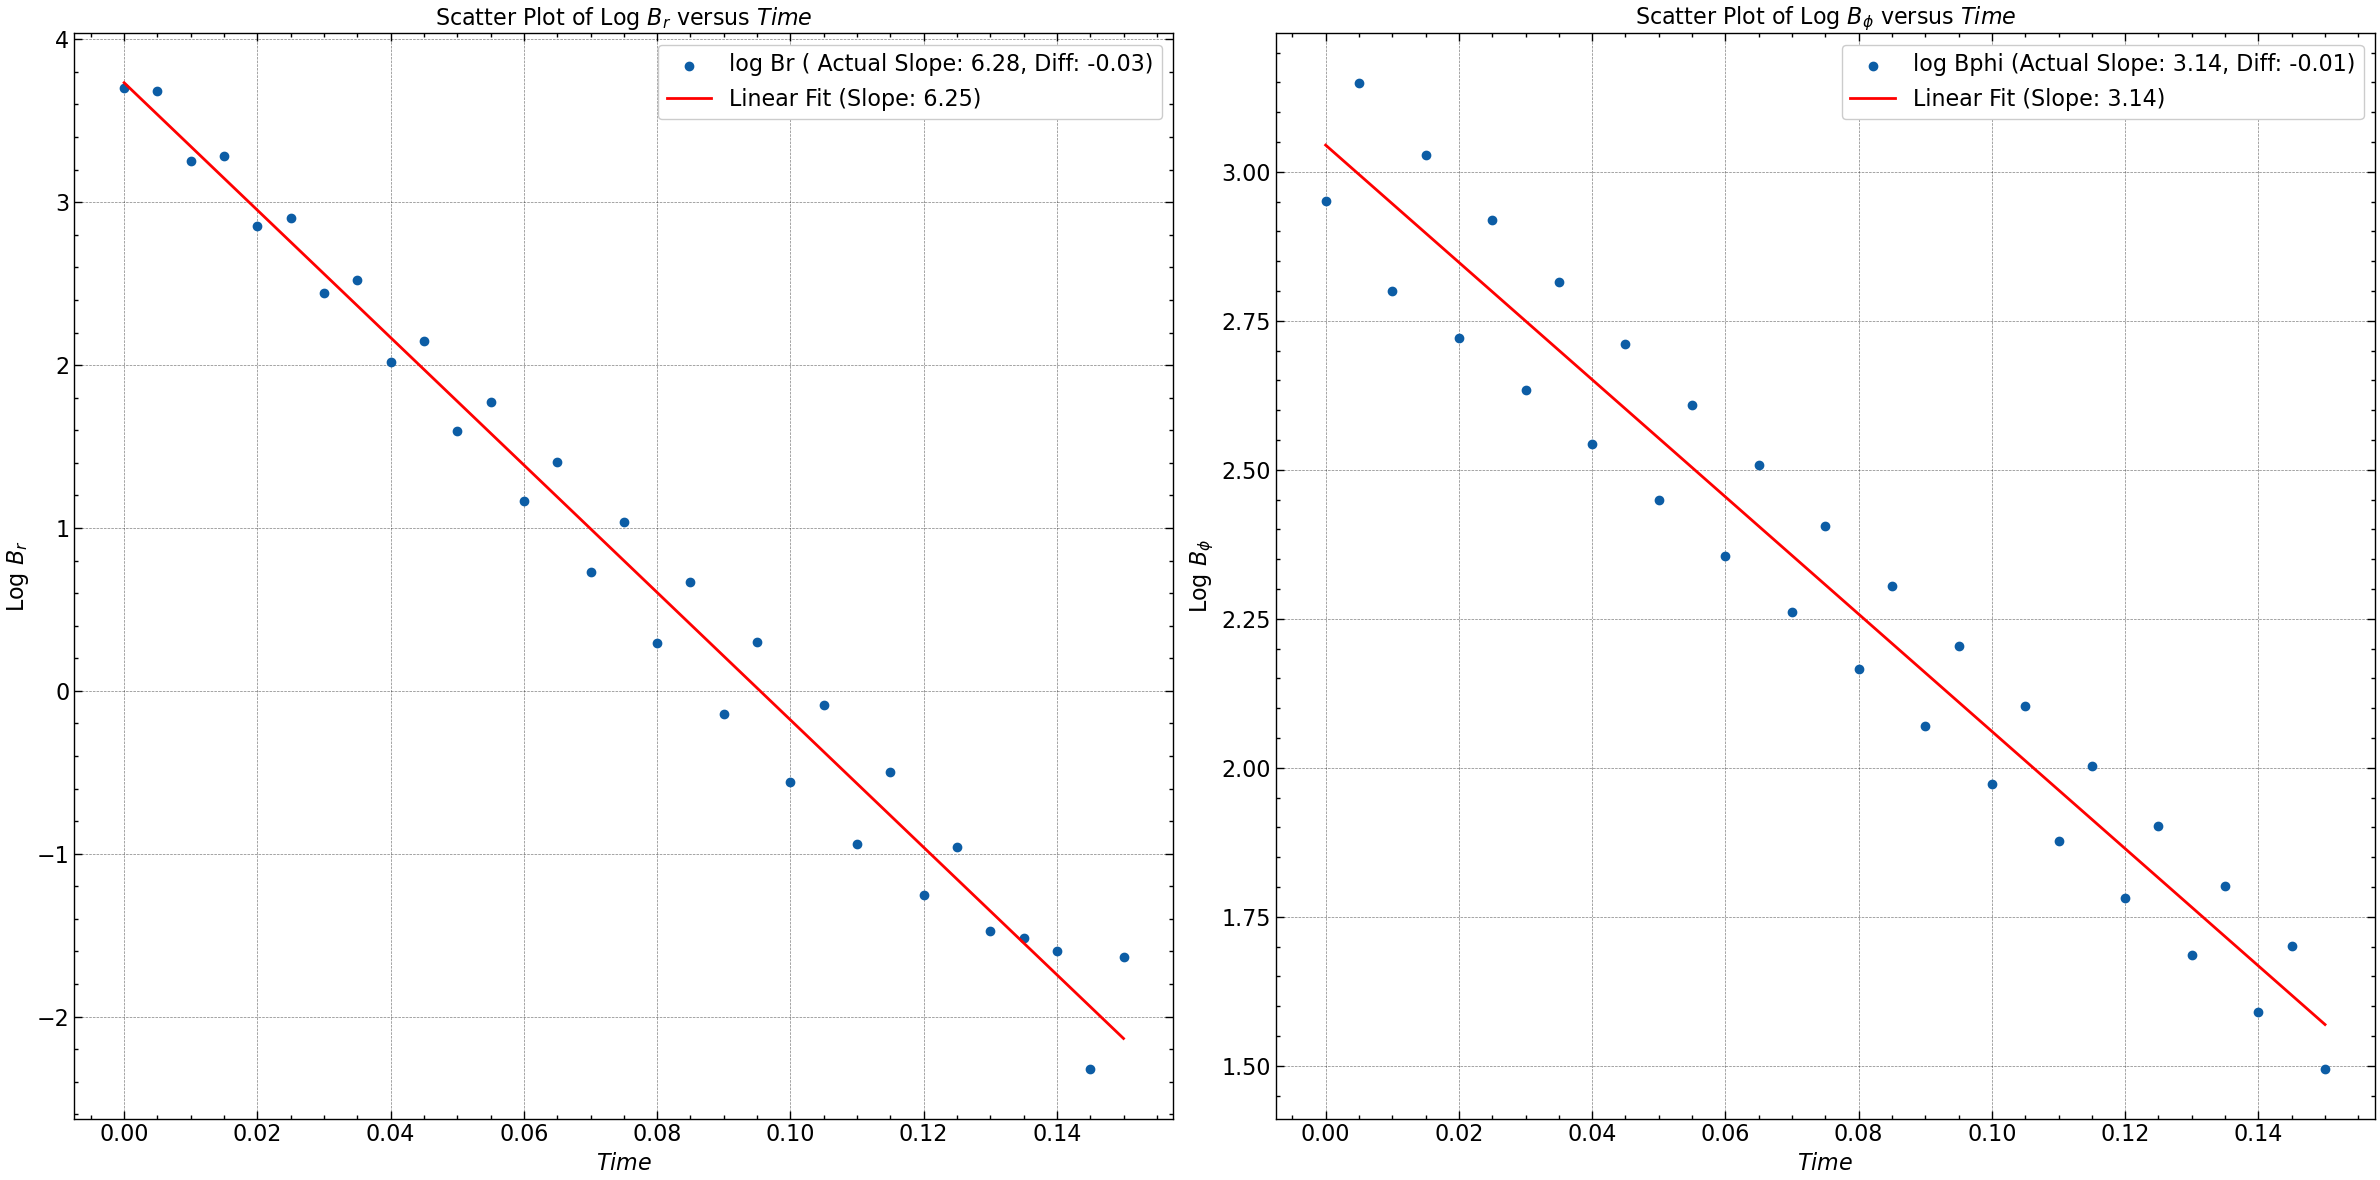 Scatter Plot of Log B_r versus Time
log Br ( Actual Slope: 6.28, Diff: -0.03)
Linear Fit (Slope: 6.25)
4
3
2
1
0
−1
−2
Log B_r
0.00 0.02 0.04 0.06 0.08 0.10 0.12 0.14
Time
Scatter Plot of Log B_ϕ versus Time
log Bphi (Actual Slope: 3.14, Diff: -0.01)
Linear Fit (Slope: 3.14)
3.00
2.75
2.50
2.25
2.00
1.75
1.50
Log B_ϕ
0.00 0.02 0.04 0.06 0.08 0.10 0.12 0.14
Time